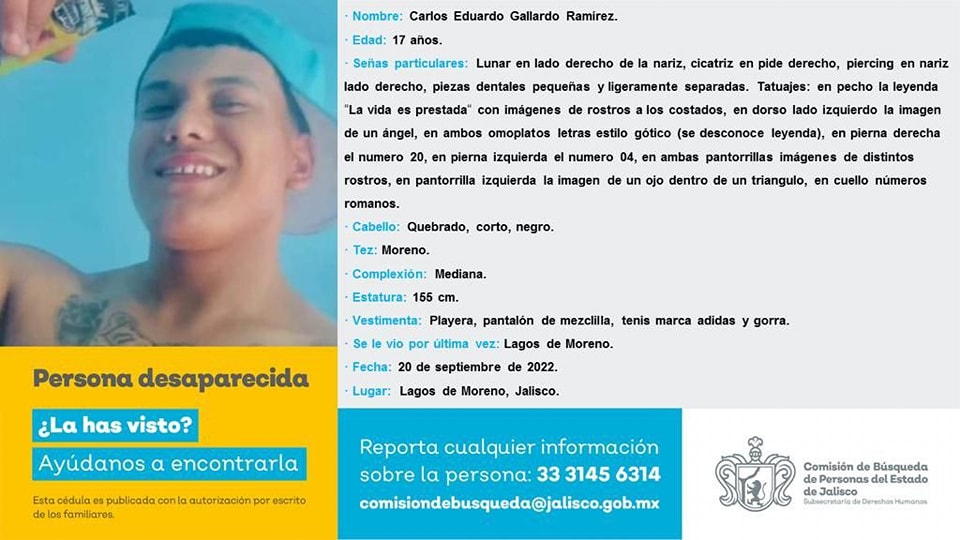 · Nombre: Carlos Eduardo Gallardo Ramírez.
· Edad: 17 años.
· Señas particulares: Lunar en lado derecho de la nariz, cicatriz en pide derecho, piercing en nariz
lado derecho, piezas dentales pequeñas y ligeramente separadas. Tatuajes: en pecho la leyenda
"La vida es prestada" con imágenes de rostros a los costados, en dorso lado izquierdo la imagen
de un ángel, en ambos omoplatos letras estilo gótico (se desconoce leyenda), en pierna derecha
el numero 20, en pierna izquierda el numero 04, en ambas pantorrillas imágenes de distintos
rostros, en pantorrilla izquierda la imagen de un ojo dentro de un triangulo, en cuello números
romanos.
· Cabello: Quebrado, corto, negro.
· Tez: Moreno.
· Complexión: Mediana.
· Estatura: 155 cm.
· Vestimenta: Playera, pantalón de mezclilla, tenis marca adidas y gorra.
· Se le vio por última vez: Lagos de Moreno.
· Fecha: 20 de septiembre de 2022.
· Lugar: Lagos de Moreno, Jalisco.
Persona desaparecida
¿La has visto?
Ayúdanos a encontrarla
Esta cédula es publicada con la autorización por escrito
de los familiares.
Reporta cualquier información
sobre la persona: 33 3145 6314
comisiondebusqueda@jalisco.gob.mx
Comisión de Búsqueda
de Personas del Estado
de Jalisco
Subsecretaría de Derechos Humanos